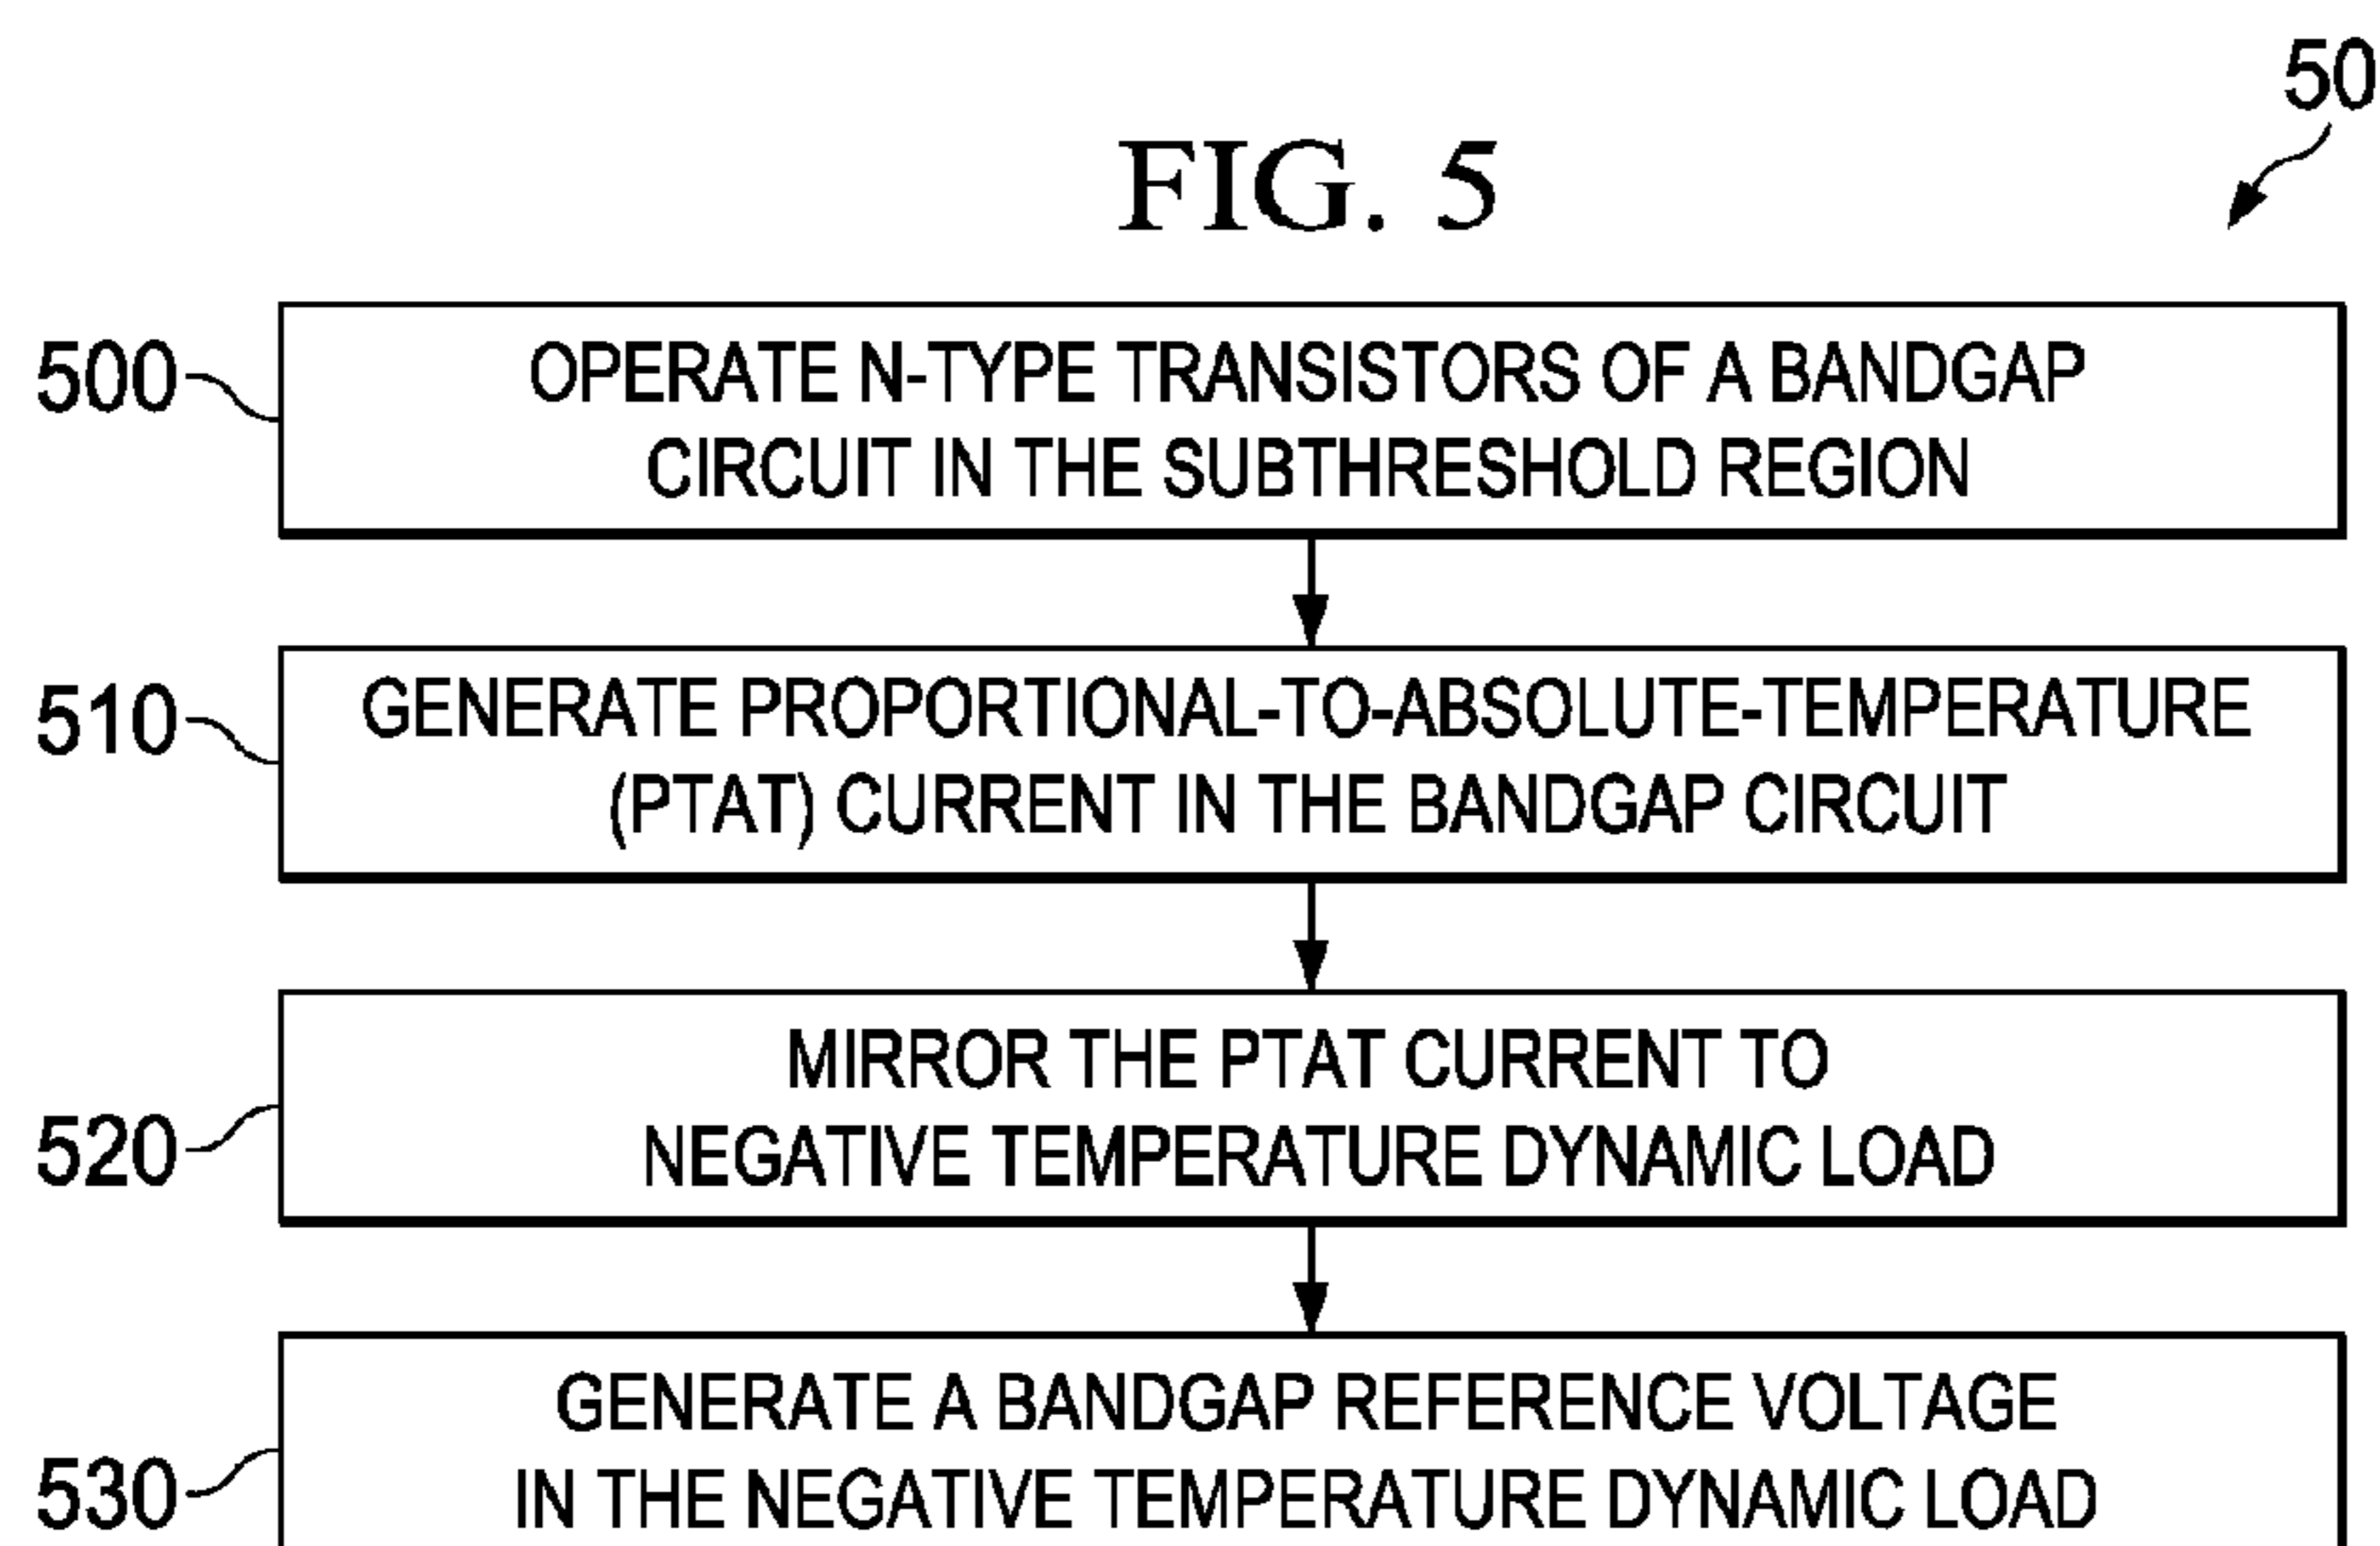 50
FIG. 5
500
OPERATE N-TYPE TRANSISTORS OF A BANDGAP
CIRCUIT IN THE SUBTHRESHOLD REGION
510
GENERATE PROPORTIONAL-TO-ABSOLUTE-TEMPERATURE
(PTAT) CURRENT IN THE BANDGAP CIRCUIT
520
MIRROR THE PTAT CURRENT TO
NEGATIVE TEMPERATURE DYNAMIC LOAD
530
GENERATE A BANDGAP REFERENCE VOLTAGE
IN THE NEGATIVE TEMPERATURE DYNAMIC LOAD